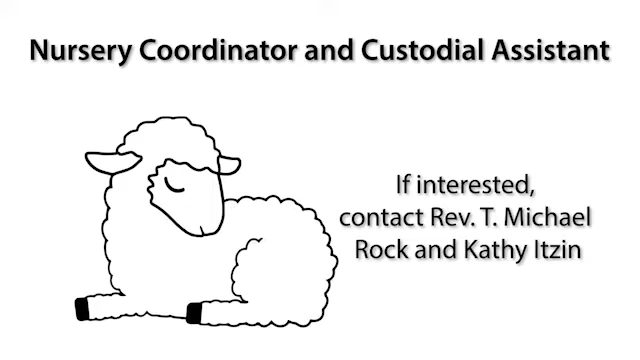 Nursery Coordinator and Custodial Assistant
If interested,
contact Rev. T. Michael
Rock and Kathy Itzin